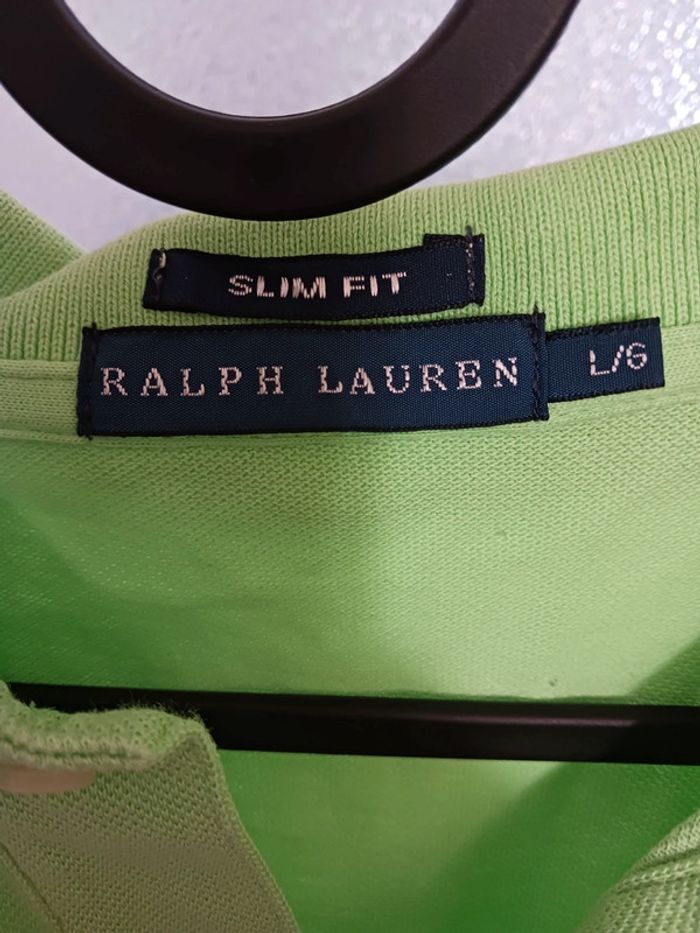 SLIM FIT
RALPH LAUREN
L/G